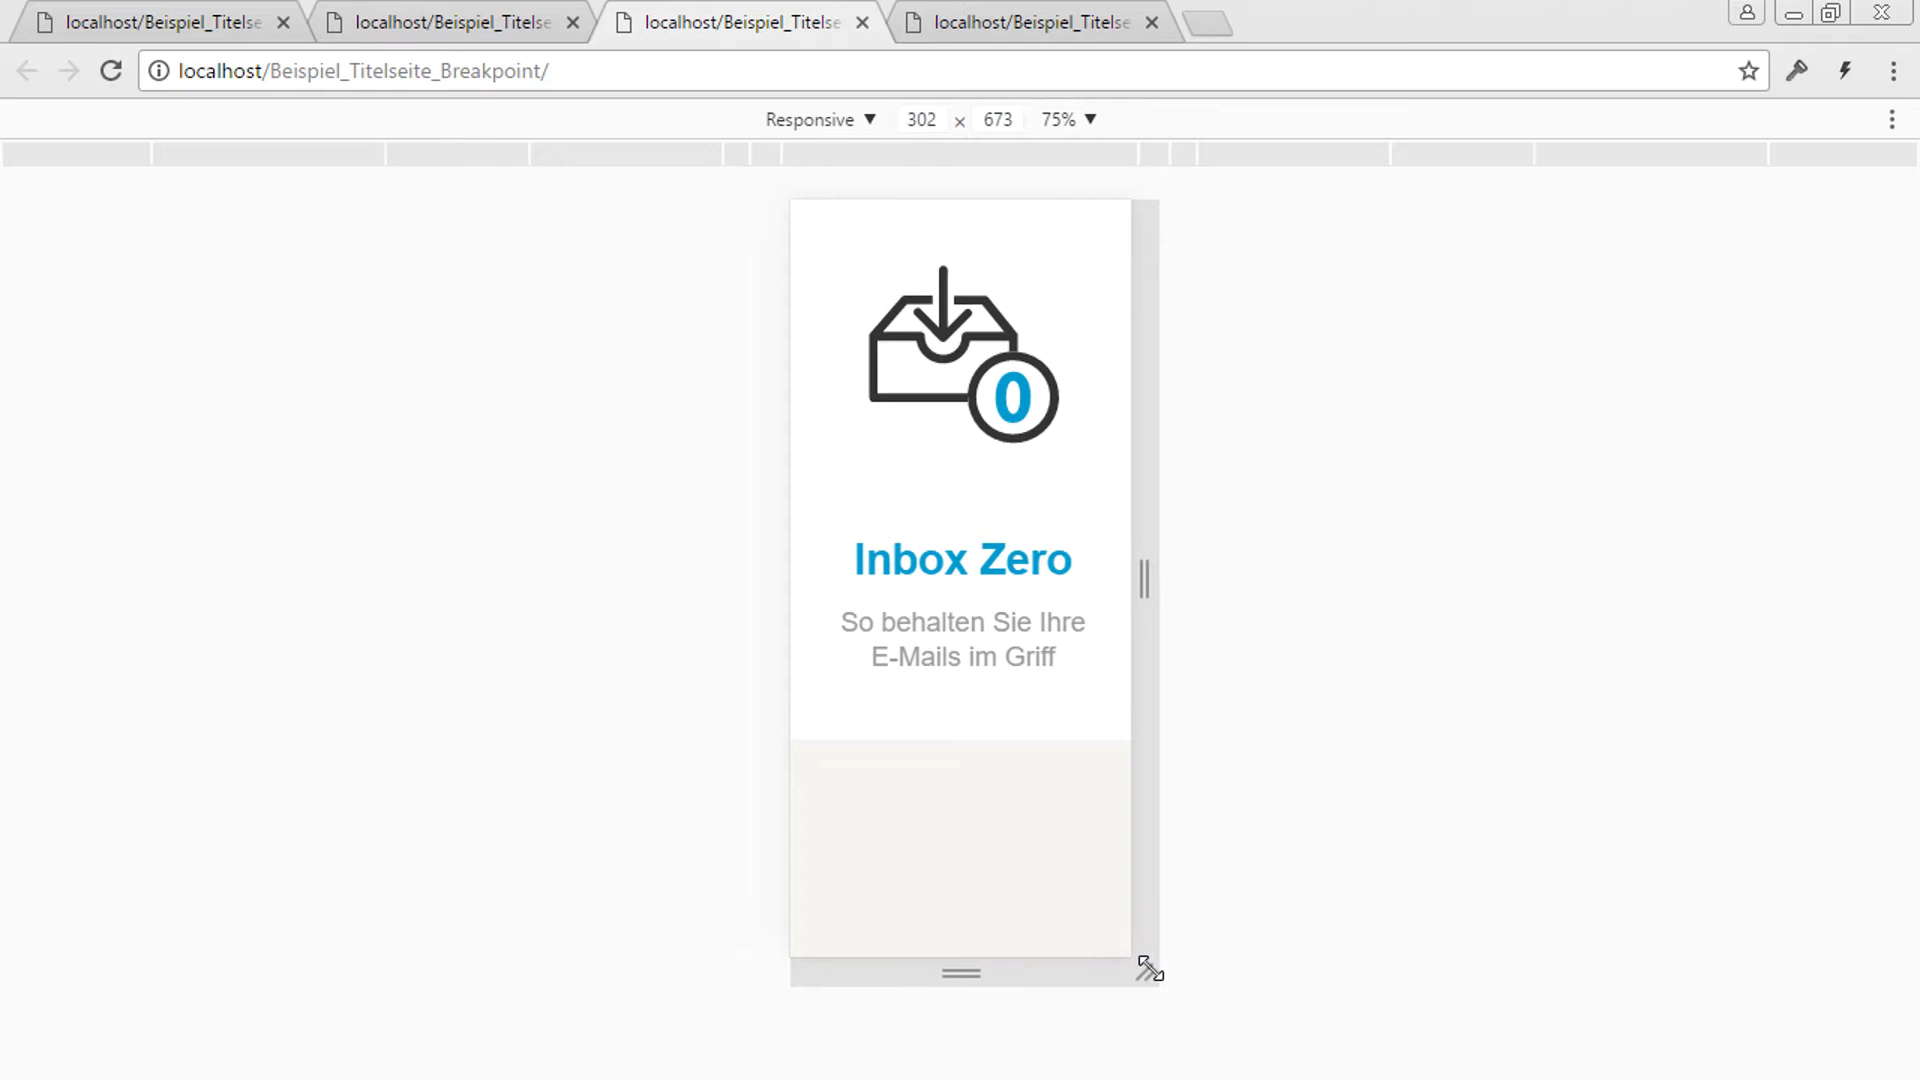 localhost/Beispiel_Titelse
localhost/Beispiel_Titelse
localhost/Beispiel_Titelse
localhost/Beispiel_Titelse
localhost/Beispiel_Titelseite_Breakpoint/
Responsive ▼ 302 x 673 75% ▼
0
Inbox Zero
So behalten Sie Ihre
E-Mails im Griff